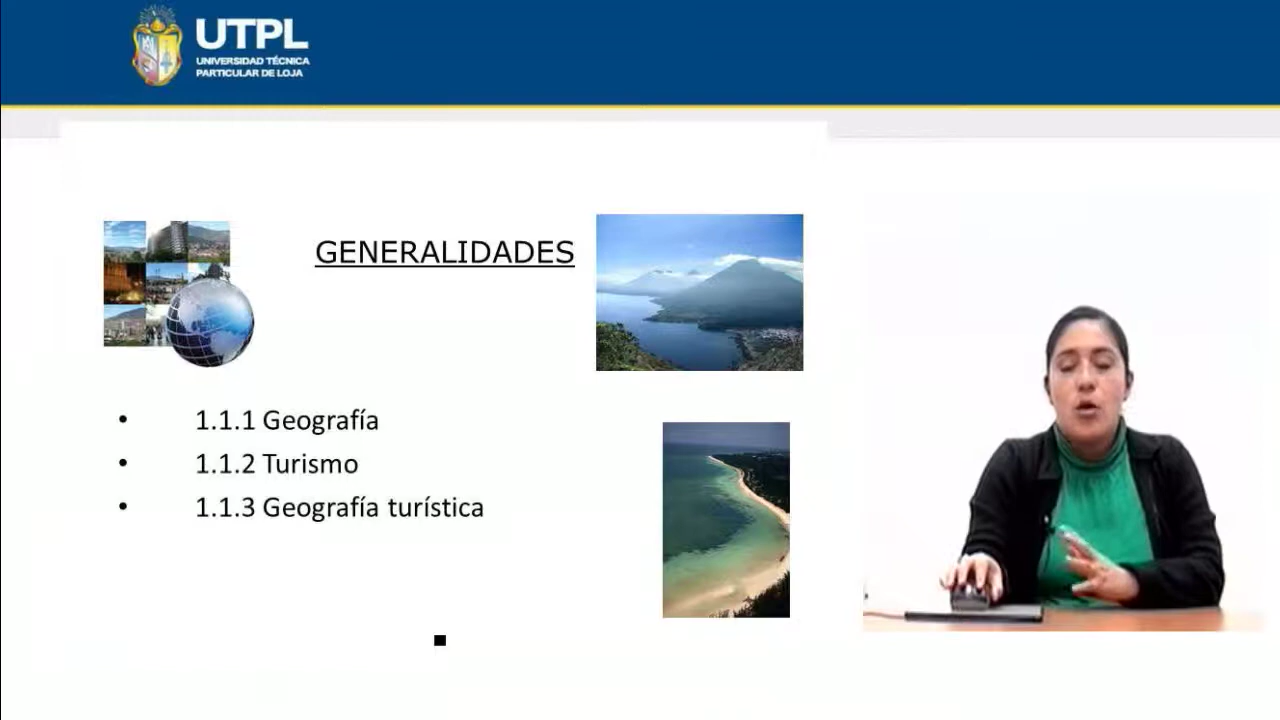 UTPL
UNIVERSIDAD TÉCNICA
PARTICULAR DE LOJA
GENERALIDADES
• 1.1.1 Geografía
• 1.1.2 Turismo
• 1.1.3 Geografía turística